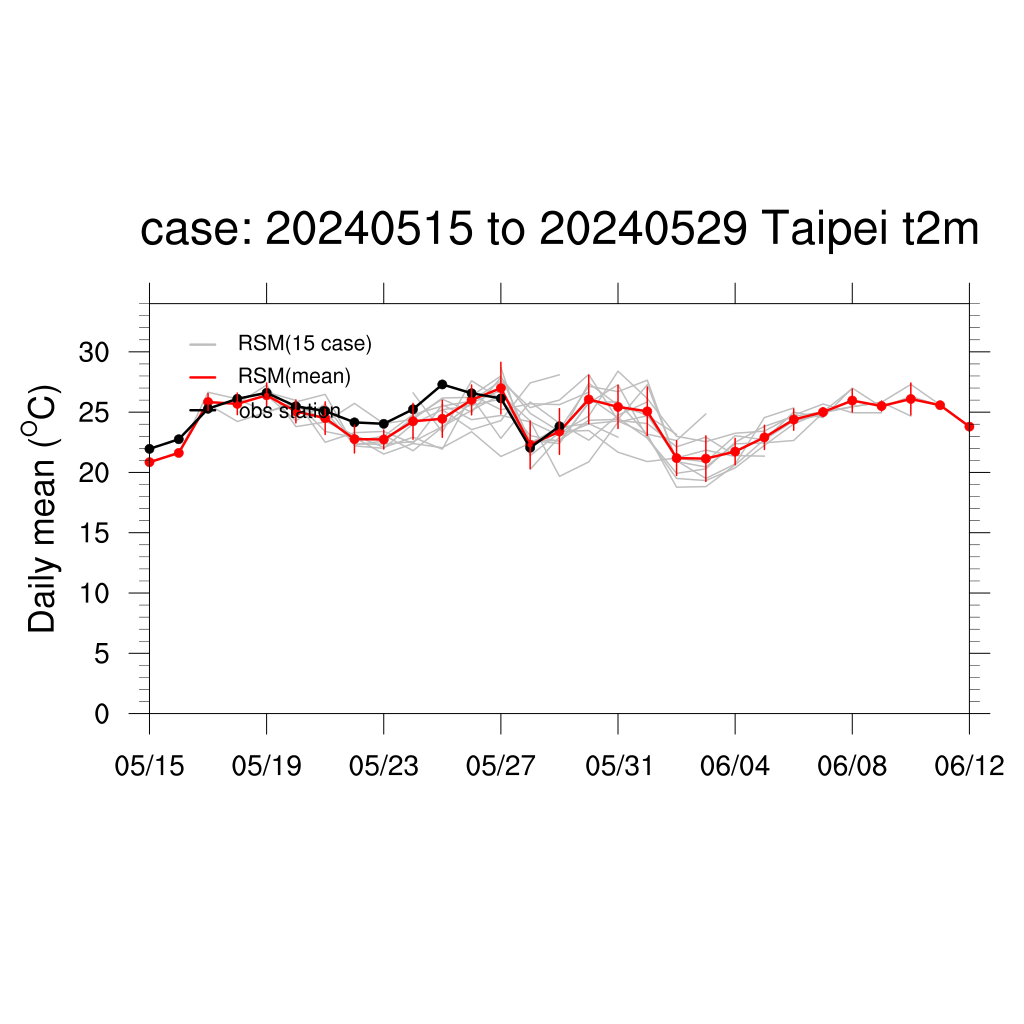 case: 20240515 to 20240529 Taipei t2m
RSM(15 case)
RSM(mean)
obs station
Daily mean (°C)
30
25
20
15
10
5
0
05/15 05/19 05/23 05/27 05/31 06/04 06/08 06/12